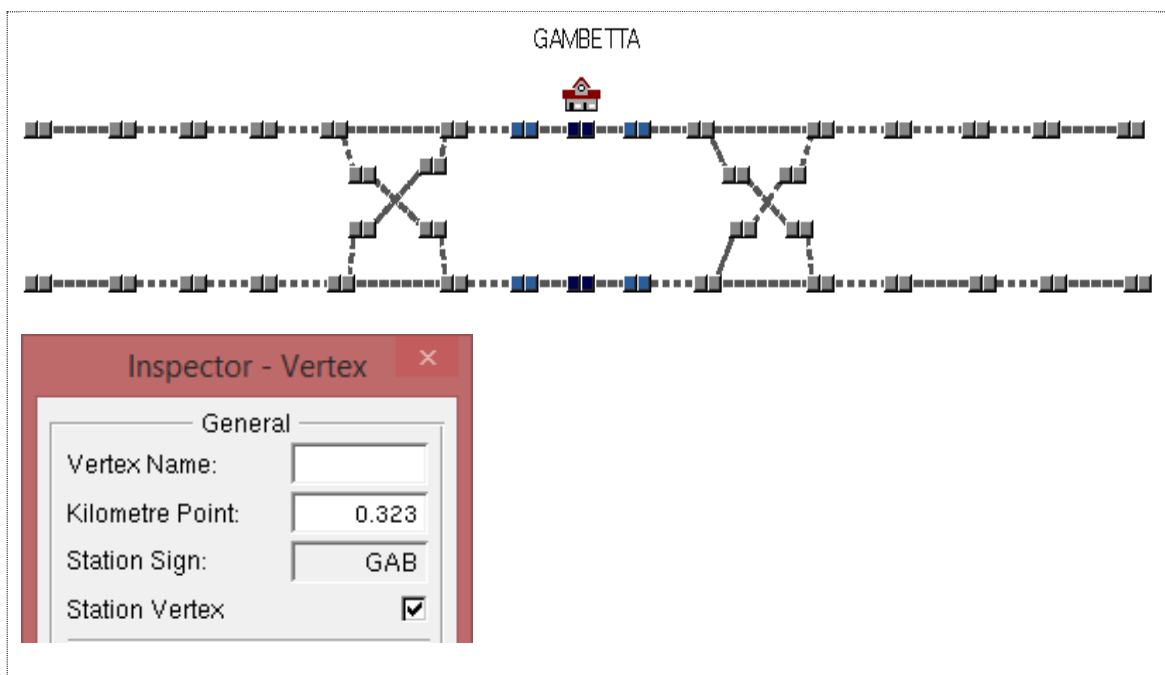 GAMBETTA
Inspector - Vertex ×
General
Vertex Name:
Kilometre Point: 0.323
Station Sign: GAB
Station Vertex